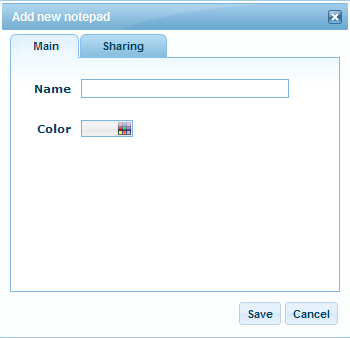 Add new notepad
Main Sharing
Name
Color
Save Cancel